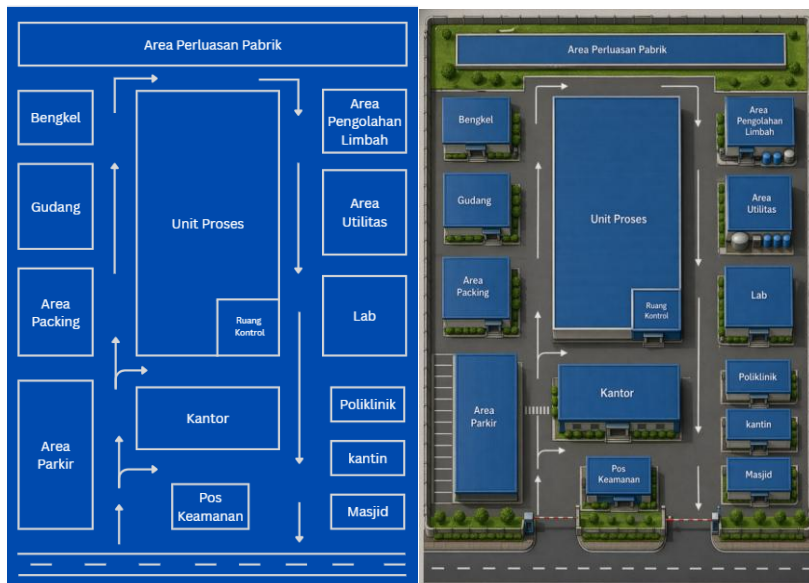 Area Perluasan Pabrik
Bengkel
Area
Pengolahan
Limbah
Gudang
Unit Proses
Area
Utilitas
Area
Packing
Ruang
Kontrol
Lab
Area
Parkir
Kantor
Poliklinik
kantin
Pos
Keamanan
Masjid
Area Perluasan Pabrik
Bengkel
Area
Pengolahan
Limbah
Gudang
Unit Proses
Area
Utilitas
Area
Packing
Ruang
Kontrol
Lab
Area
Parkir
Kantor
Poliklinik
kantin
Pos
Keamanan
Masjid